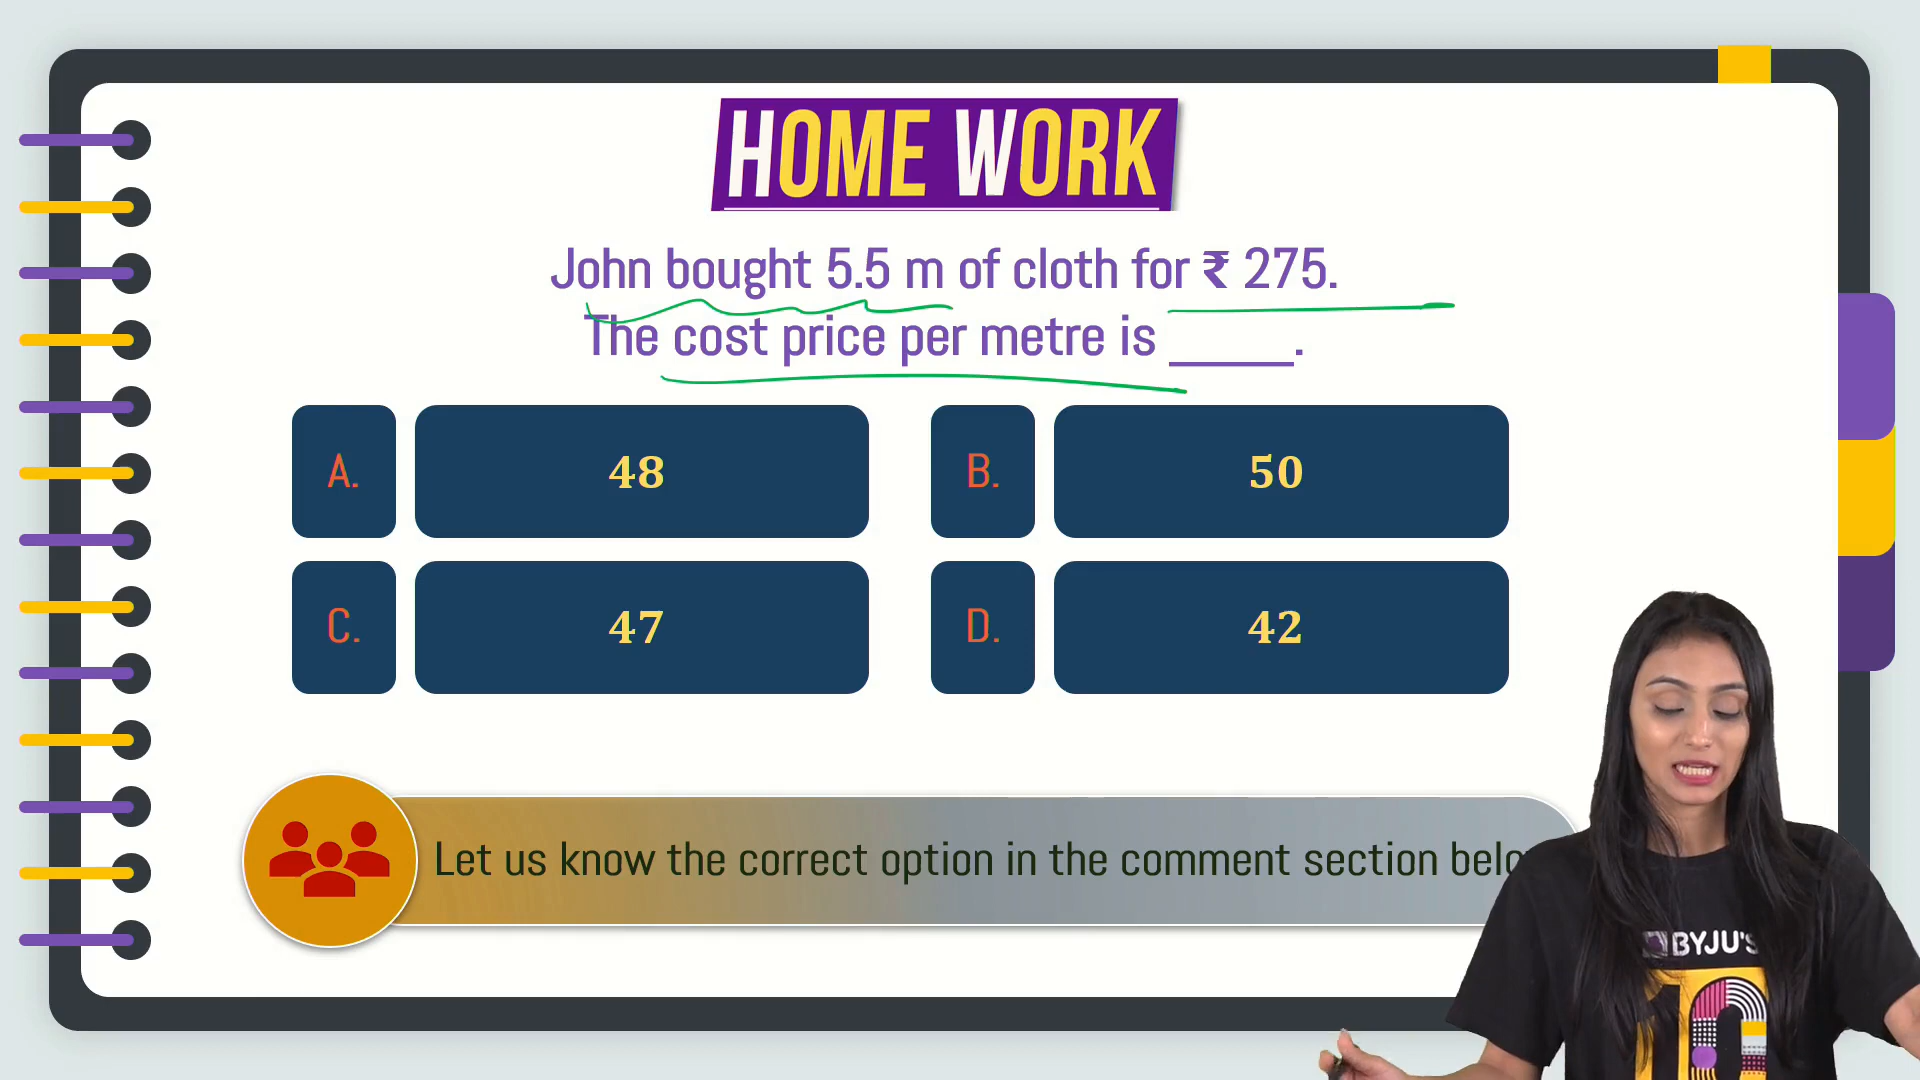 HOME WORK
John bought 5.5 m of cloth for ₹ 275.
The cost price per metre is _____.
A. 48
B. 50
C. 47
D. 42
Let us know the correct option in the comment section belo
BYJU'S
10